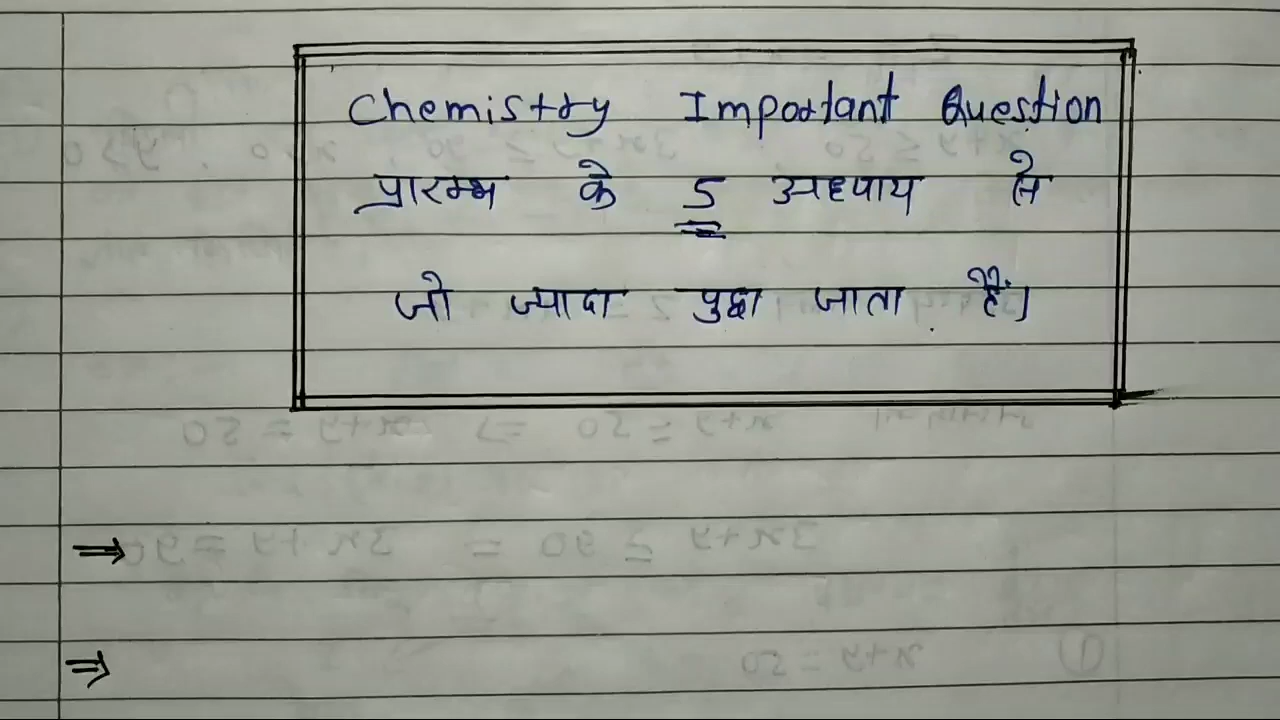 Chemistry Important Question
प्रारम्भ के 5 अध्याय से
जो ज्यादा पुछा जाता हैं।
⇒
⇒